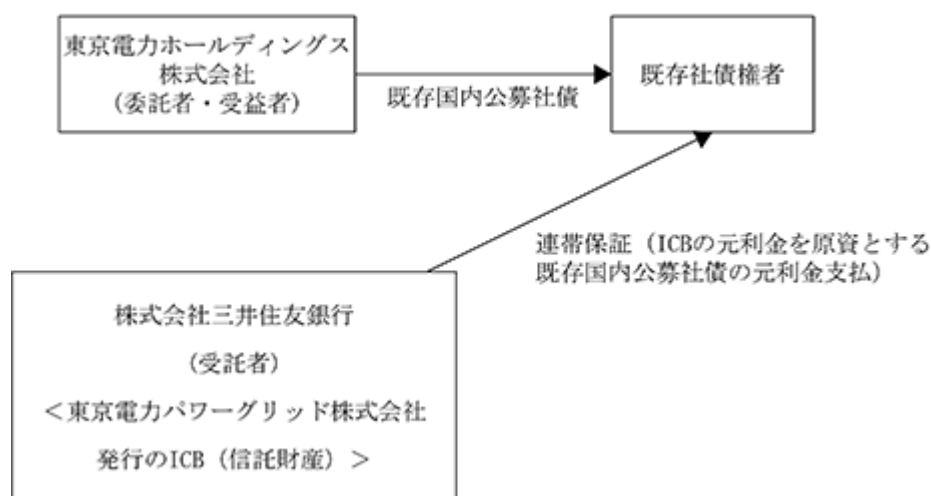 東京電力ホールディングス
株式会社
（委託者・受益者）
既存国内公募社債
既存社債権者
連帯保証（ICBの元利金を原資とする
既存国内公募社債の元利金支払）
株式会社三井住友銀行
（受託者）
＜東京電力パワーグリッド株式会社
発行のICB（信託財産）＞